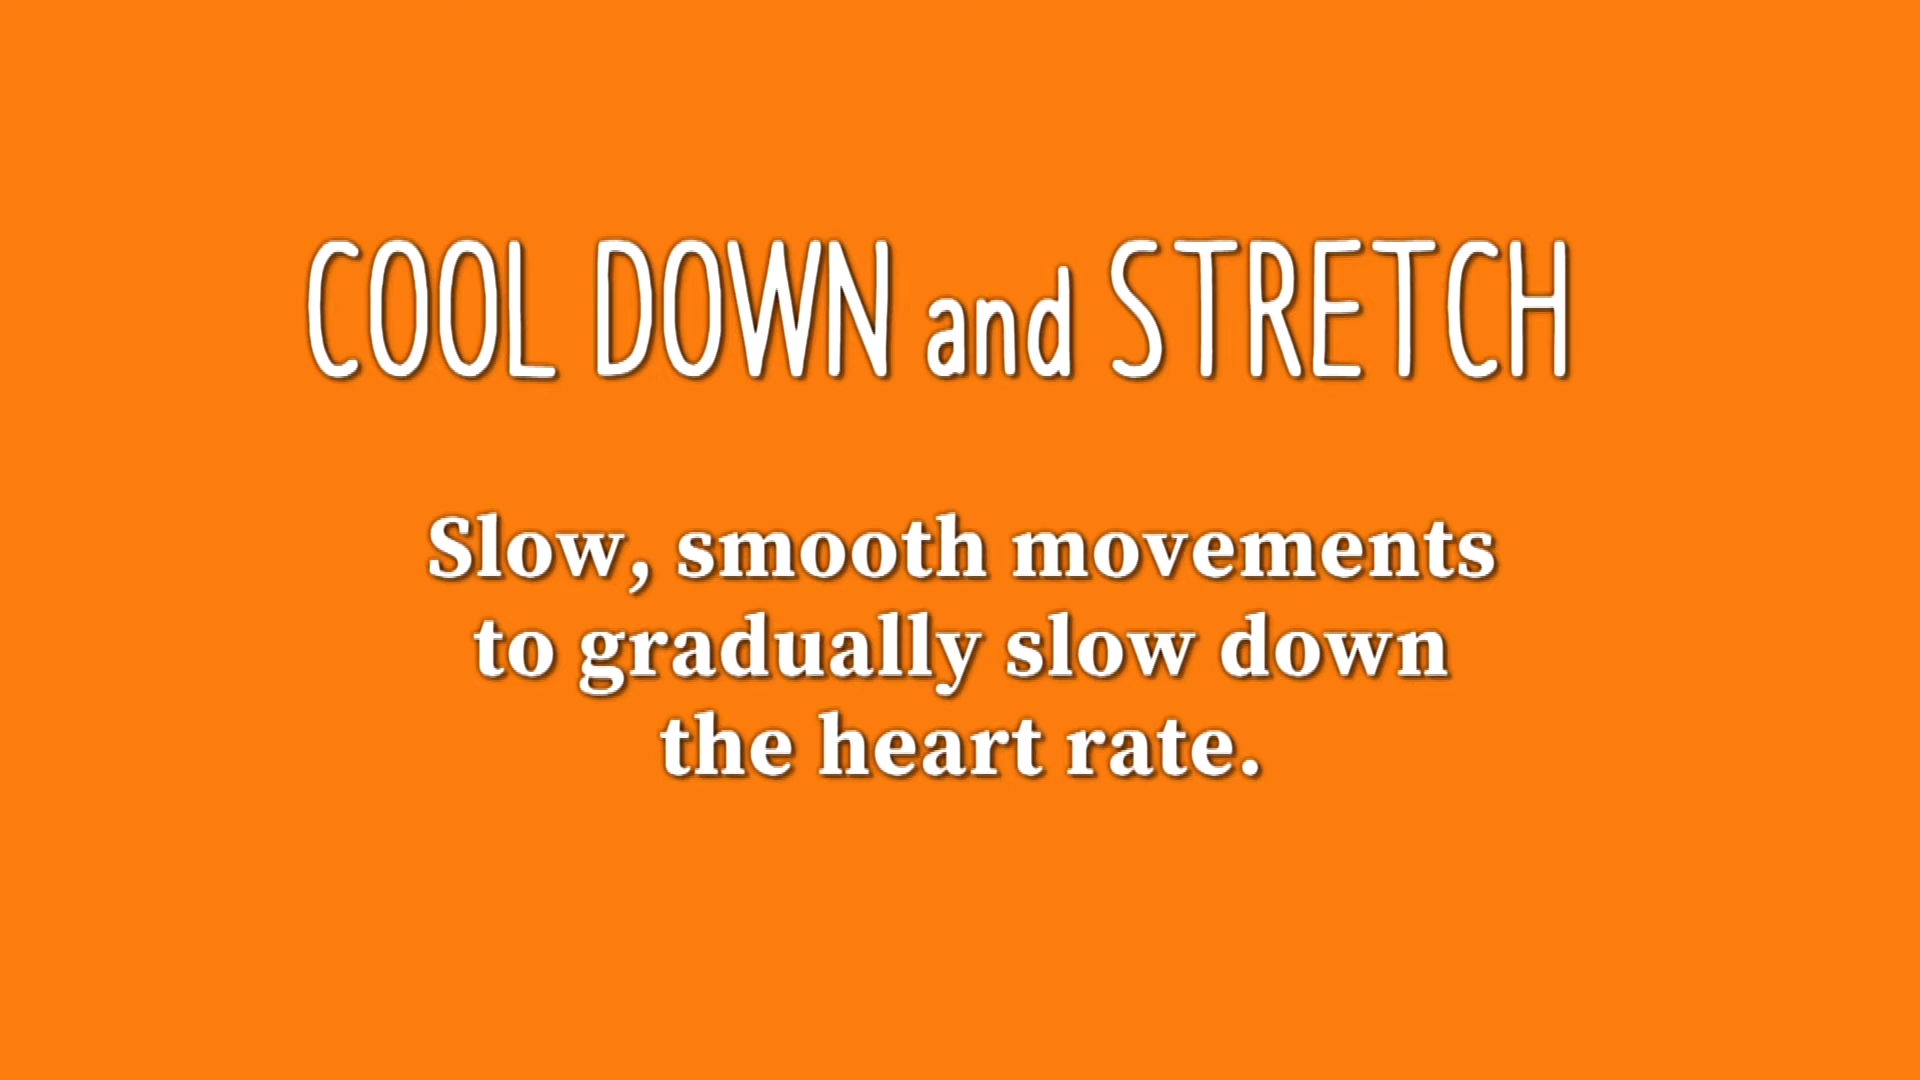 COOL DOWN and STRETCH
Slow, smooth movements
to gradually slow down
the heart rate.